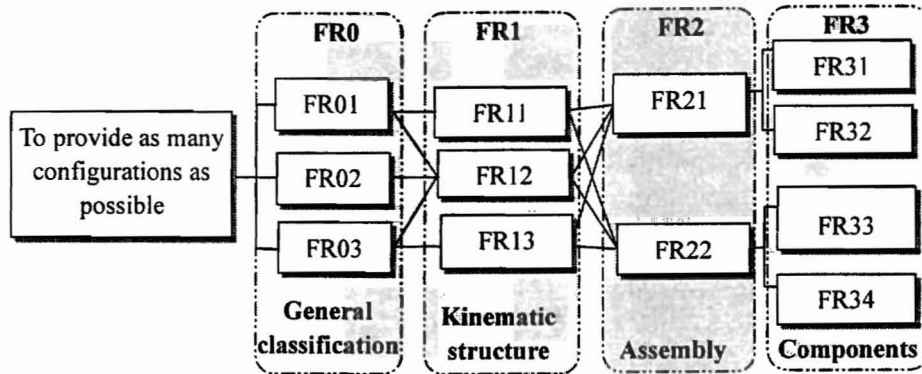 FR0
FR1
FR2
FR3
To provide as many
configurations as
possible
FR01
FR02
FR03
FR11
FR12
FR13
FR21
FR22
FR31
FR32
FR33
FR34
General
classification
Kinematic
structure
Assembly
Components